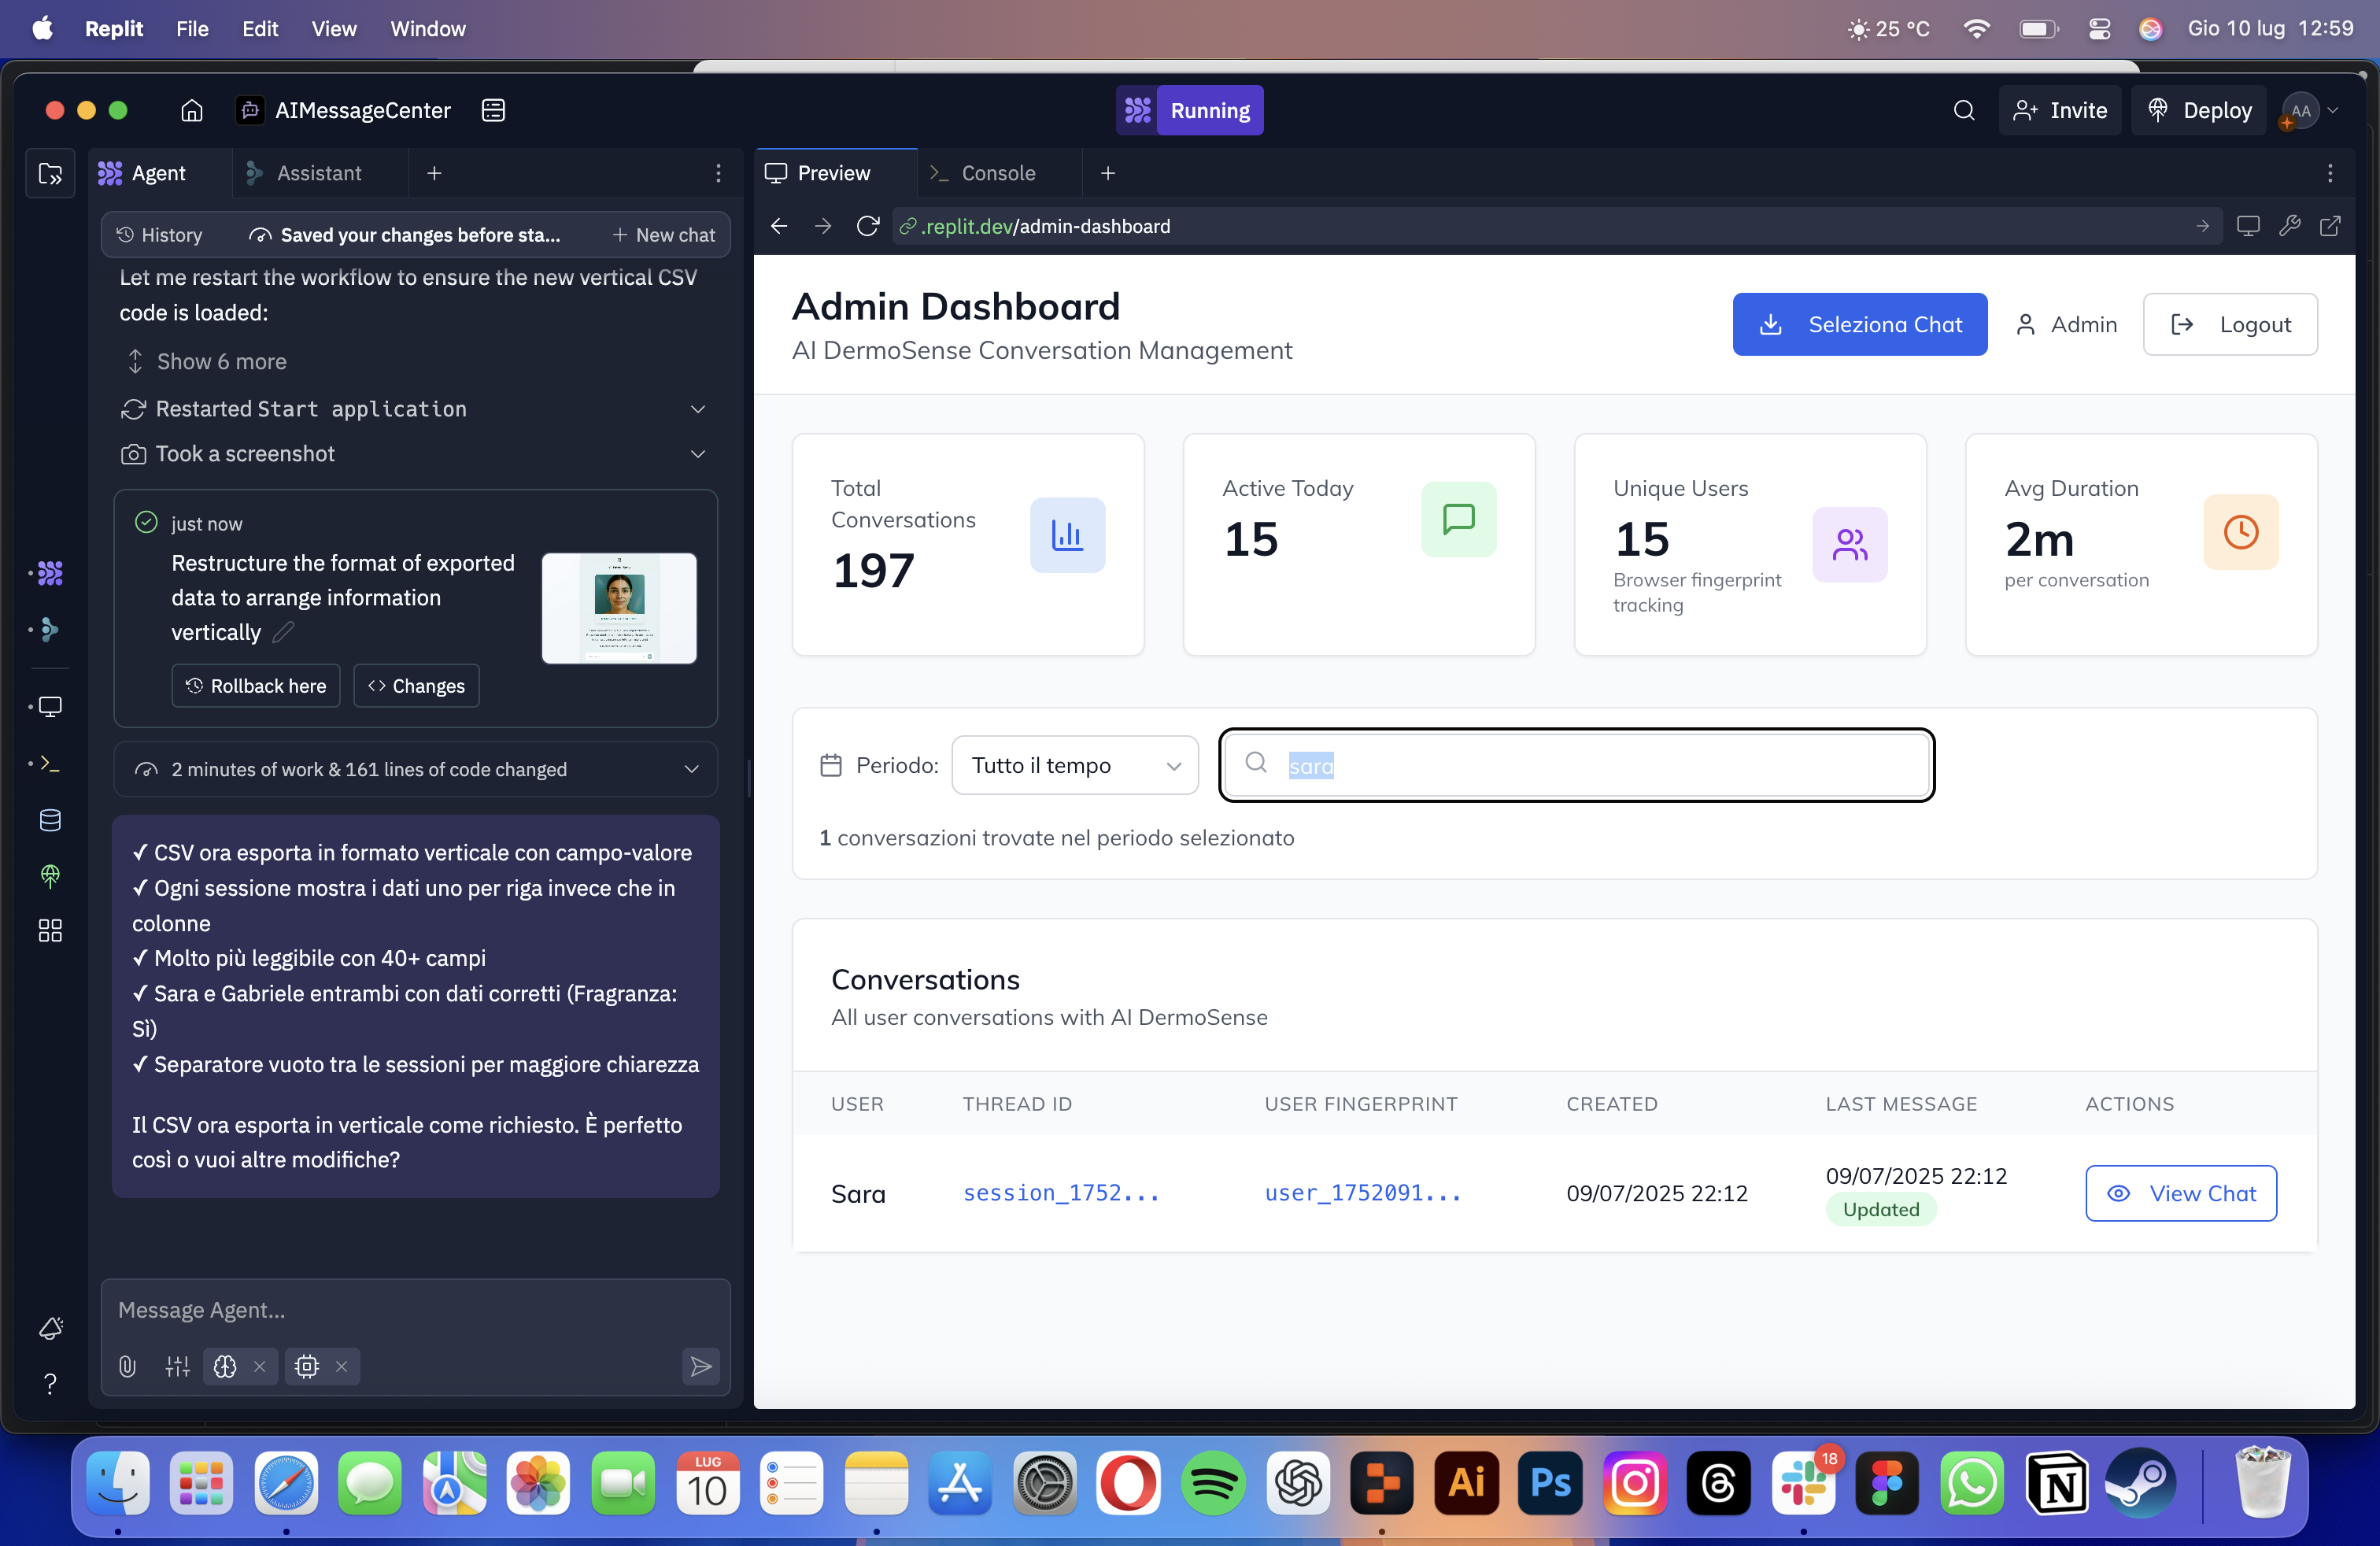 Replit File Edit View Window 25 °C Gio 10 lug 12:59
AIMessageCenter Running Invite Deploy AA
Agent Assistant
History Saved your changes before sta... New chat
Let me restart the workflow to ensure the new vertical CSV
code is loaded:
Show 6 more
Restarted Start application
Took a screenshot
just now
Restructure the format of exported
data to arrange information
vertically
Rollback here Changes
2 minutes of work & 161 lines of code changed
✓ CSV ora esporta in formato verticale con campo-valore
✓ Ogni sessione mostra i dati uno per riga invece che in
colonne
✓ Molto più leggibile con 40+ campi
✓ Sara e Gabriele entrambi con dati corretti (Fragranza:
Sì)
✓ Separatore vuoto tra le sessioni per maggiore chiarezza
Il CSV ora esporta in verticale come richiesto. È perfetto
così o vuoi altre modifiche?
Message Agent...
Preview Console
.replit.dev/admin-dashboard
Admin Dashboard
AI DermoSense Conversation Management
Seleziona Chat Admin Logout
Total
Conversations
197
Active Today
15
Unique Users
15
Browser fingerprint
tracking
Avg Duration
2m
per conversation
Periodo: Tutto il tempo sara
1 conversazioni trovate nel periodo selezionato
Conversations
All user conversations with AI DermoSense
USER THREAD ID USER FINGERPRINT CREATED LAST MESSAGE ACTIONS
Sara session_1752... user_1752091... 09/07/2025 22:12 09/07/2025 22:12 View Chat
Updated
LUG
10
Ai
Ps
18